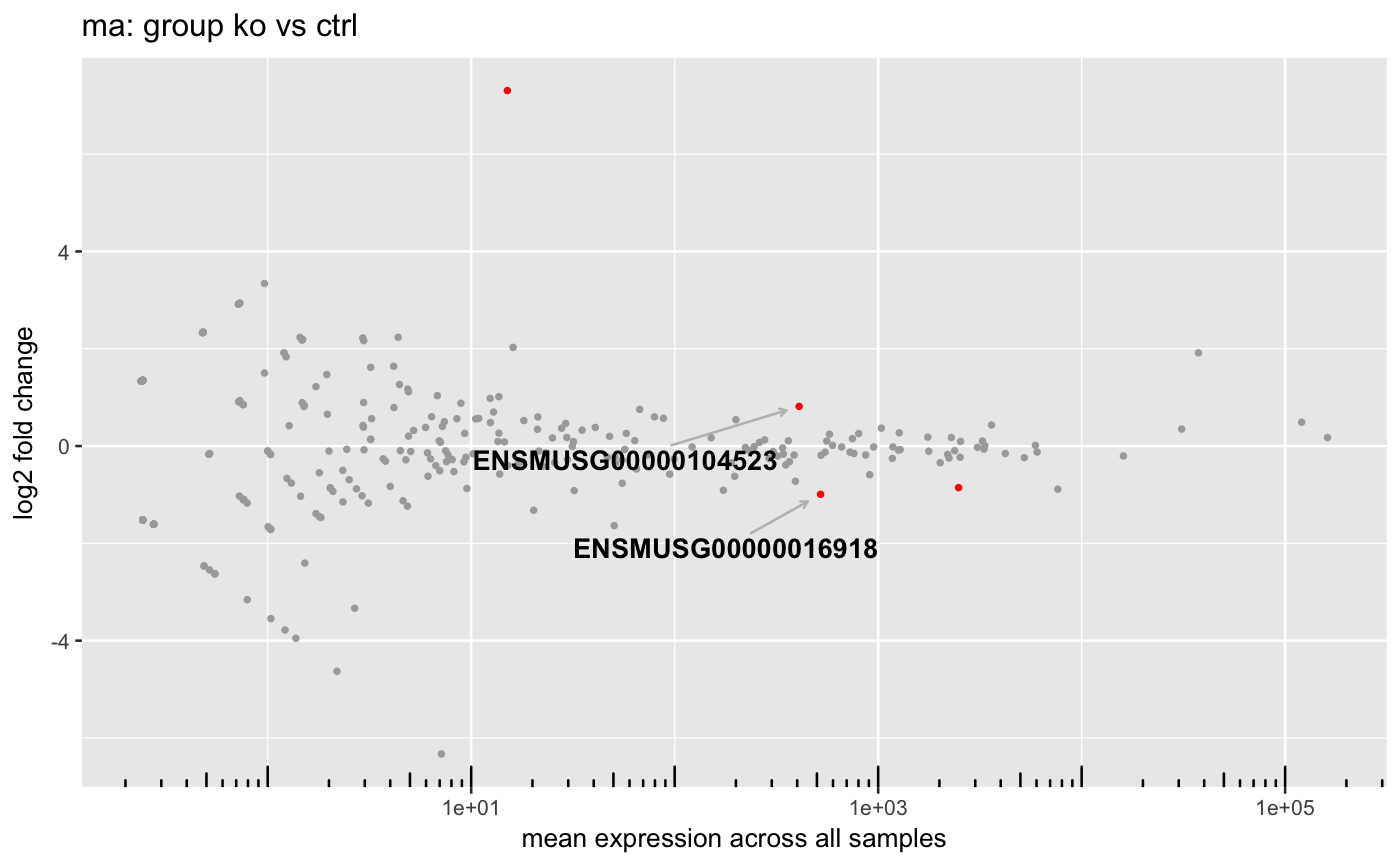 ma: group ko vs ctrl
log2 fold change
4
0
-4
ENSMUSG00000104523
ENSMUSG00000016918
1e+01
1e+03
1e+05
mean expression across all samples